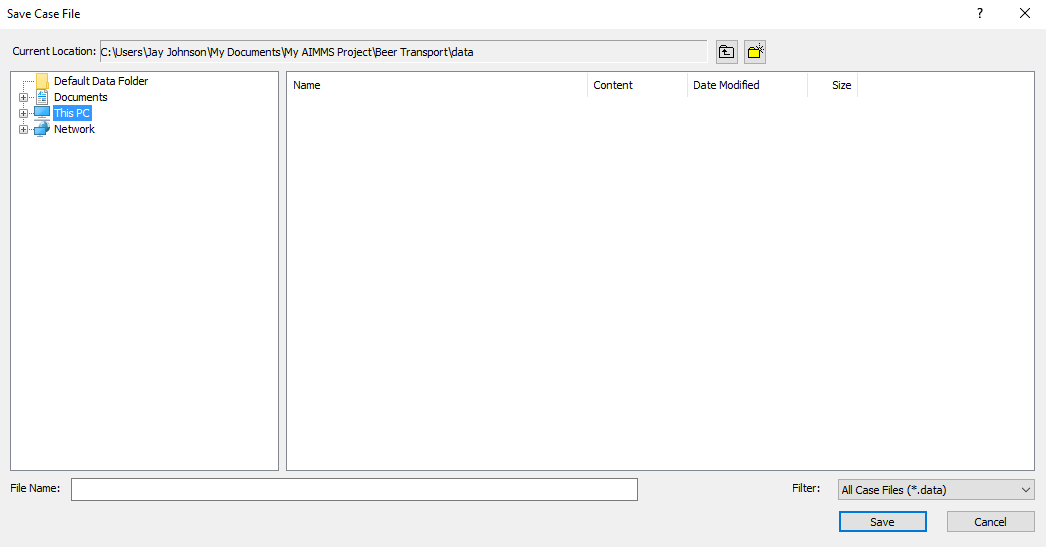 Save Case File
?
Current Location: C:\Users\Jay Johnson\My Documents\My AIMMS Project\Beer Transport\data
Default Data Folder
Documents
This PC
Network
Name Content Date Modified Size
File Name:
Filter: All Case Files (*.data)
Save Cancel